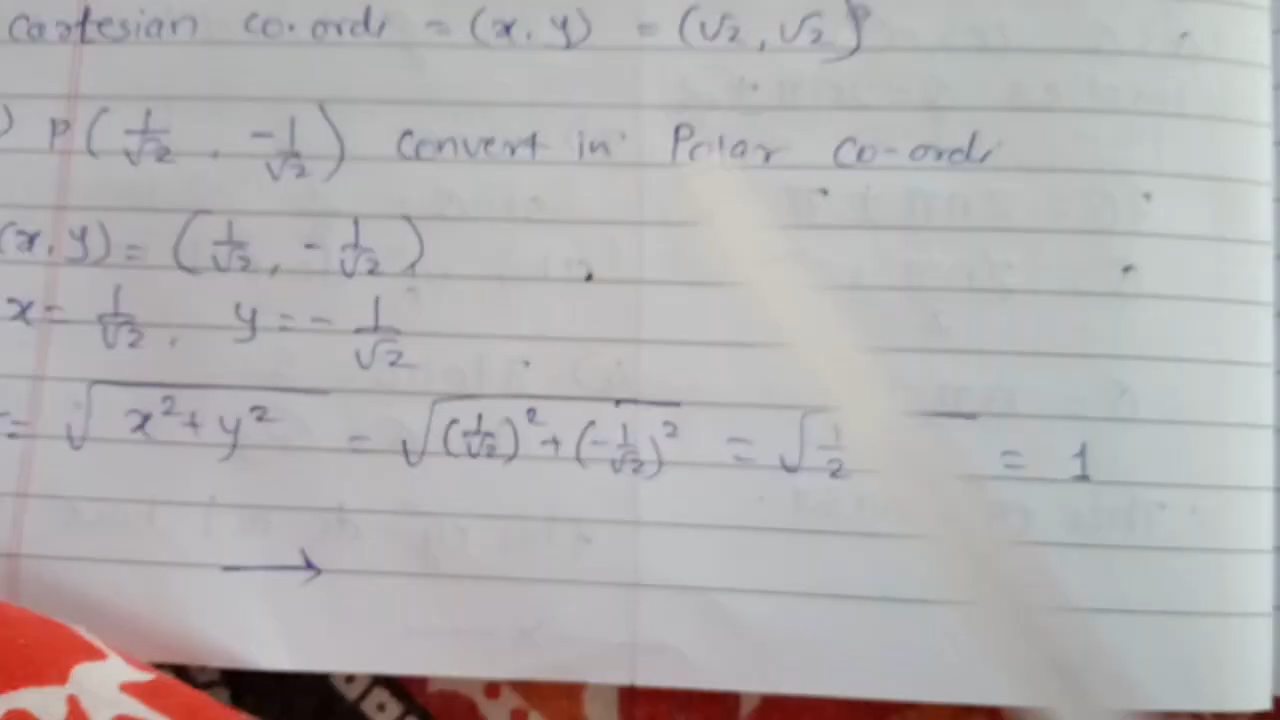 cartesian co-ordi = (x, y) = (√2, √2)
) P(1/√2, -1/√2) convert in Polar co-ordi
(x, y) = (1/√2, -1/√2)
x = 1/√2, y = -1/√2
= √(x² + y²) = √((1/√2)² + (-1/√2)²) = √(1/2 = 1
→